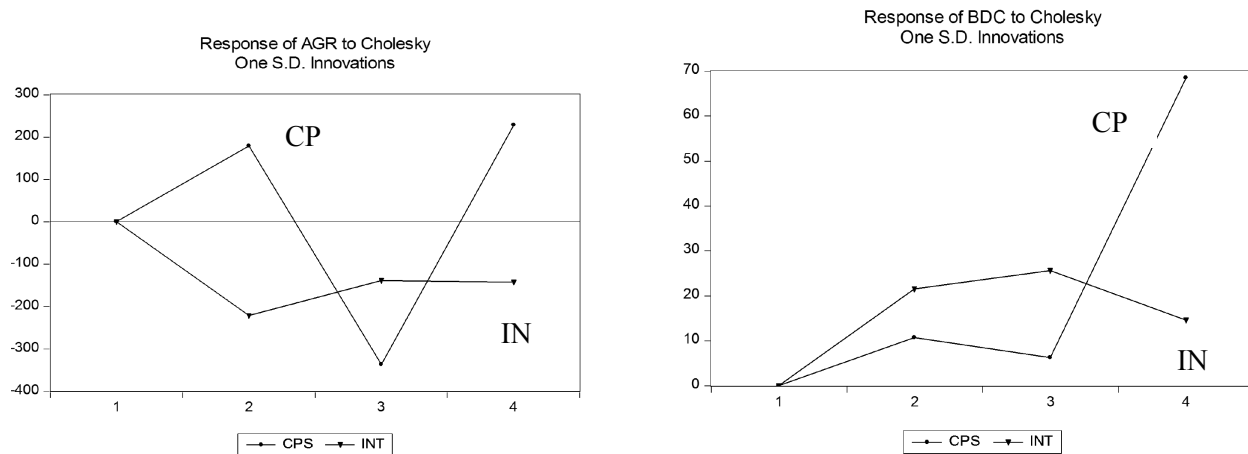 Response of AGR to Cholesky
One S.D. Innovations
300
200
100
0
-100
-200
-300
-400
1 2 3 4
CP
IN
CPS INT
Response of BDC to Cholesky
One S.D. Innovations
70
60
50
40
30
20
10
0
1 2 3 4
CP
IN
CPS INT